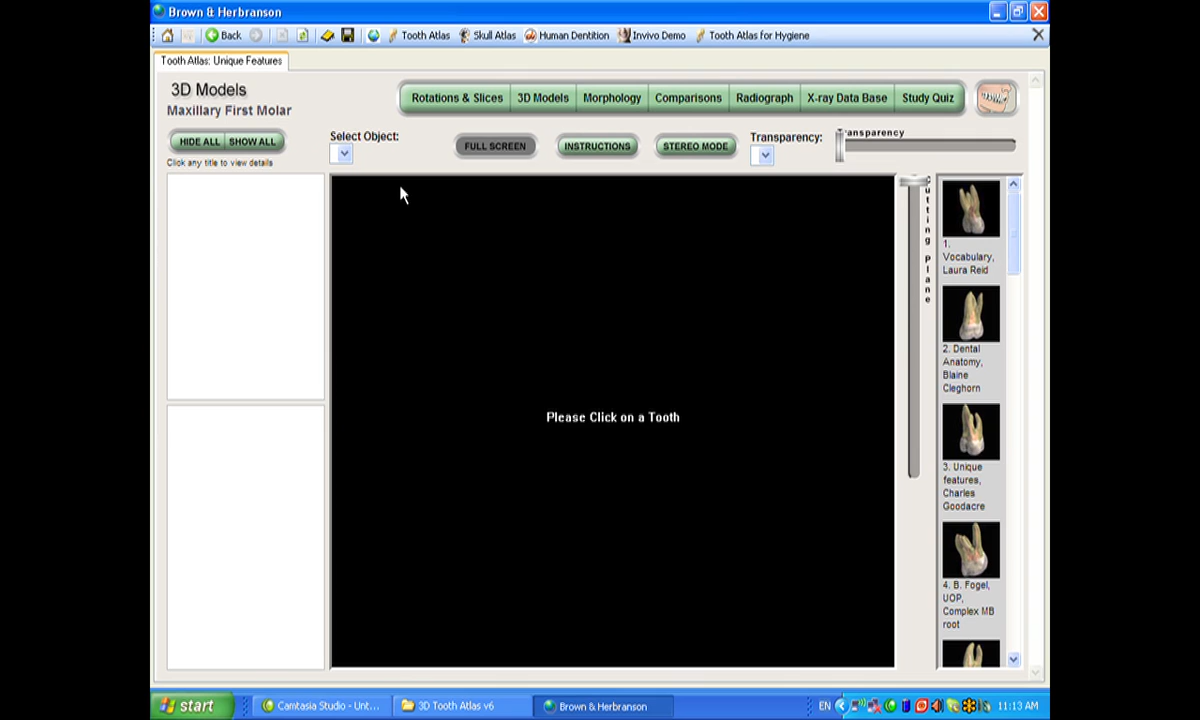 Brown & Herbranson
Back
Tooth Atlas
Skull Atlas
Human Dentition
Invivo Demo
Tooth Atlas for Hygiene
Tooth Atlas: Unique Features
3D Models
Maxillary First Molar
Rotations & Slices
3D Models
Morphology
Comparisons
Radiograph
X-ray Data Base
Study Quiz
HIDE ALL
SHOW ALL
Click any title to view details
Select Object:
FULL SCREEN
INSTRUCTIONS
STEREO MODE
Transparency:
Transparency
Cutting Plane
Please Click on a Tooth
1.
Vocabulary,
Laura Reid
2. Dental
Anatomy,
Blaine
Cleghorn
3. Unique
features,
Charles
Goodacre
4. B. Fogel,
UOP,
Complex MB
root
start
Camtasia Studio - Unt...
3D Tooth Atlas v6
Brown & Herbranson
EN
11:13 AM